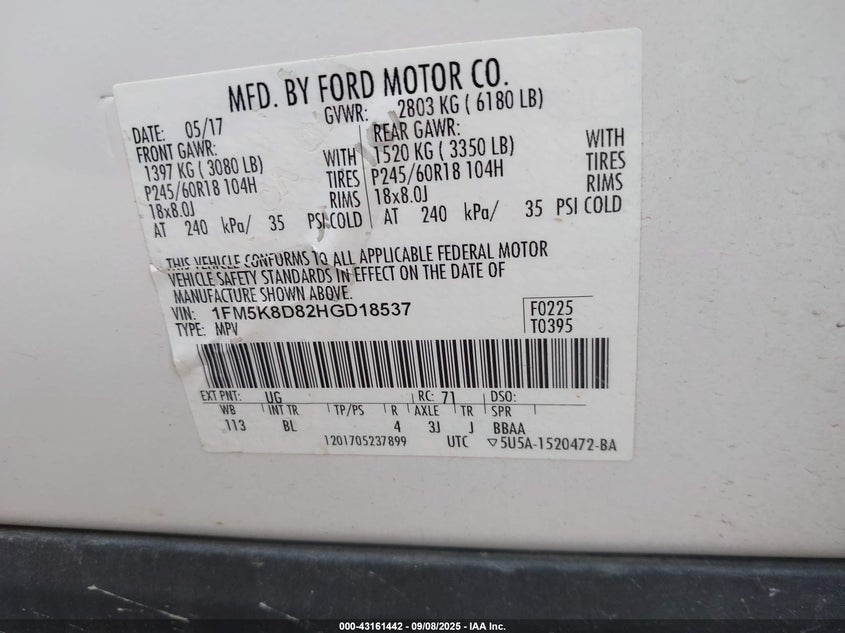 MFD. BY FORD MOTOR CO.
DATE: 05/17 GVWR: 2803 KG ( 6180 LB)
FRONT GAWR: REAR GAWR:
1397 KG ( 3080 LB) WITH 1520 KG ( 3350 LB) WITH
P245/60R18 104H TIRES P245/60R18 104H TIRES
18x8.0J RIMS 18x8.0J RIMS
AT 240 kPa/ 35 PSI COLD AT 240 kPa/ 35 PSI COLD
THIS VEHICLE CONFORMS TO ALL APPLICABLE FEDERAL MOTOR
VEHICLE SAFETY STANDARDS IN EFFECT ON THE DATE OF
MANUFACTURE SHOWN ABOVE.
VIN: 1FM5K8D82HGD18537 F0225
TYPE: MPV T0395
EXT PNT: UG RC: 71 DSO:
WB INT TR TP/PS R AXLE TR SPR
113 BL 4 3J J BBAA
1201705237899 UTC ▽5U5A-1520472-BA
000-43161442 - 09/08/2025 - IAA Inc.